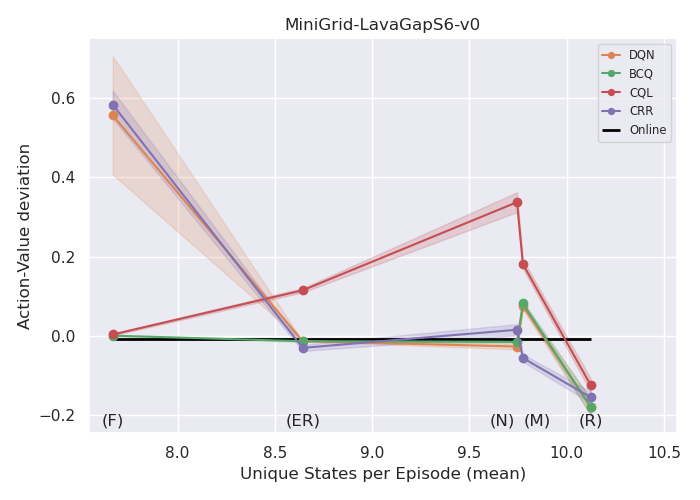 MiniGrid-LavaGapS6-v0
DQN
BCQ
CQL
CRR
Online
Action-Value deviation
0.6
0.4
0.2
0.0
−0.2
(F) (ER) (N) (M) (R)
8.0 8.5 9.0 9.5 10.0 10.5
Unique States per Episode (mean)